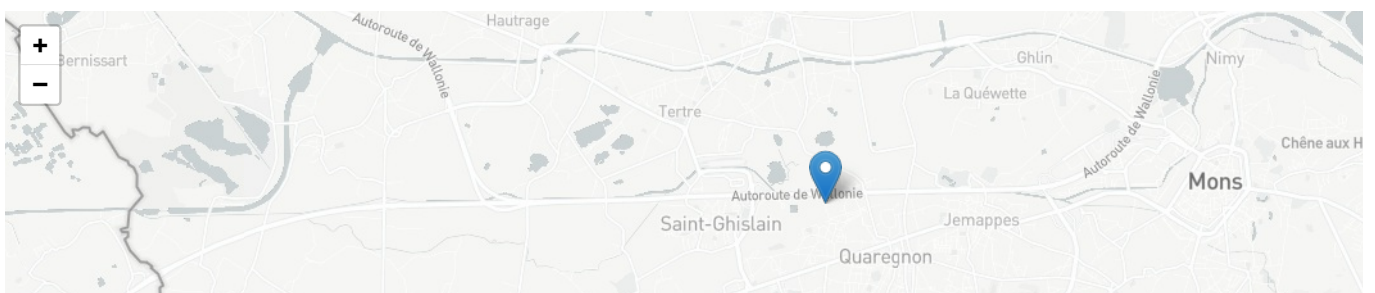 Hautrage
Autoroute de Wallonie
+
Bernissart
Ghlin
Nimy
−
La Quéwette
Tertre
Autoroute de Wallonie
Chêne aux H
Mons
Autoroute de Wallonie
Saint-Ghislain
Jemappes
Quaregnon